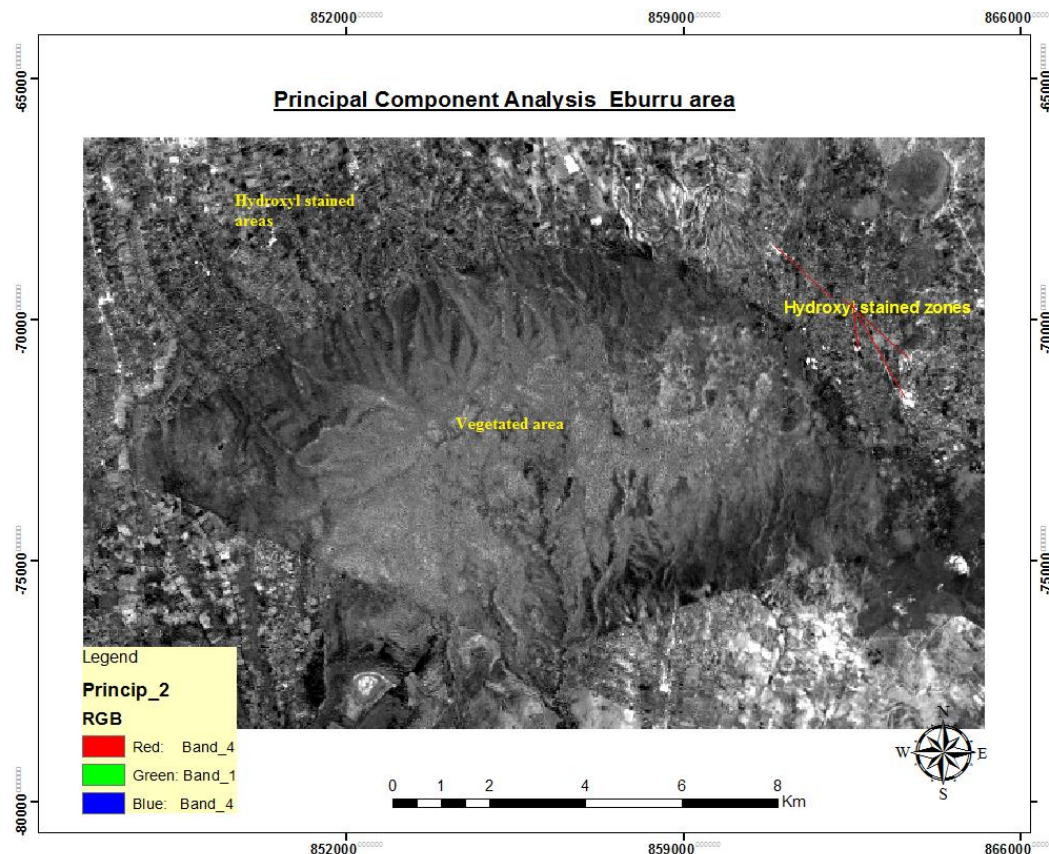 852000 859000 866000
Principal Component Analysis Eburru area
-65000 -65000
Hydroxyl stained
areas
Hydroxyl stained zones
-70000 -70000
Vegetated area
-75000 -75000
Legend
Princip_2
RGB
Red: Band_4
Green: Band_1
Blue: Band_4
N
W E
S
0 1 2 4 6 8
Km
-80000
852000 859000 866000